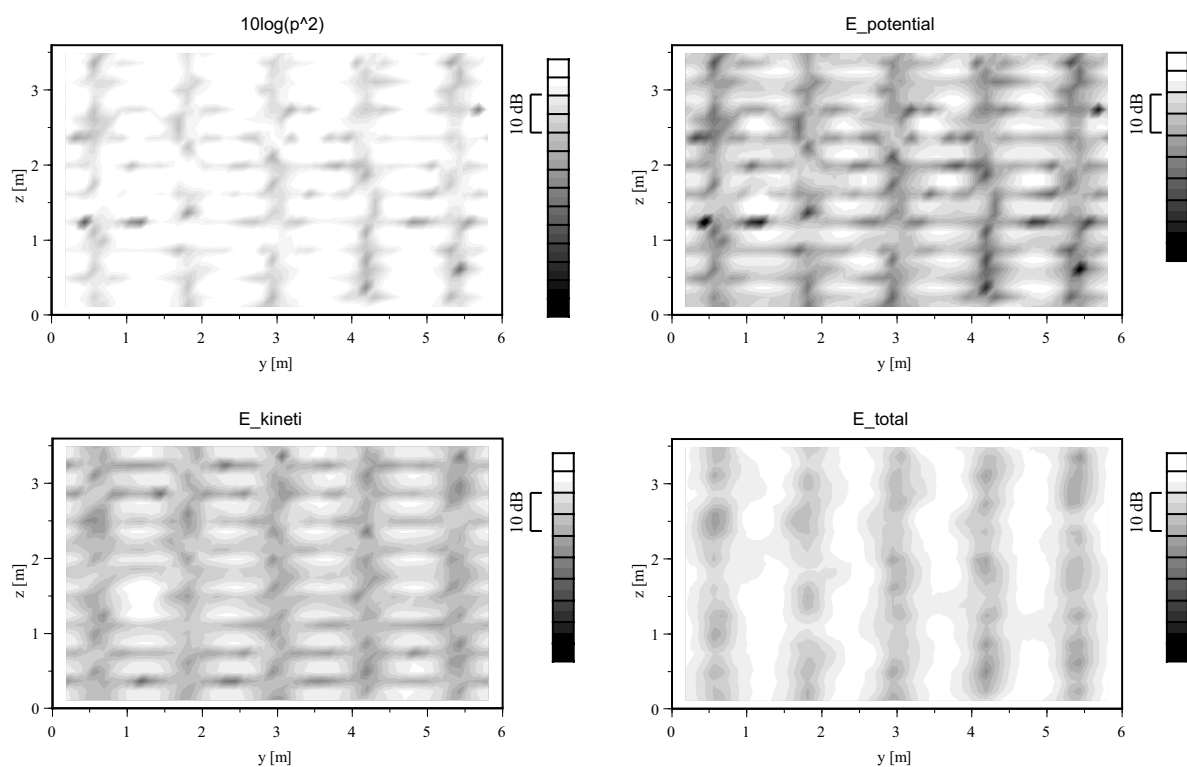 10log(p^2)
3
2
1
0
z [m]
10 dB
0 1 2 3 4 5 6
y [m]
E_potential
3
2
1
0
z [m]
10 dB
0 1 2 3 4 5 6
y [m]
E_kineti
3
2
1
0
z [m]
10 dB
0 1 2 3 4 5 6
y [m]
E_total
3
2
1
0
z [m]
10 dB
0 1 2 3 4 5 6
y [m]